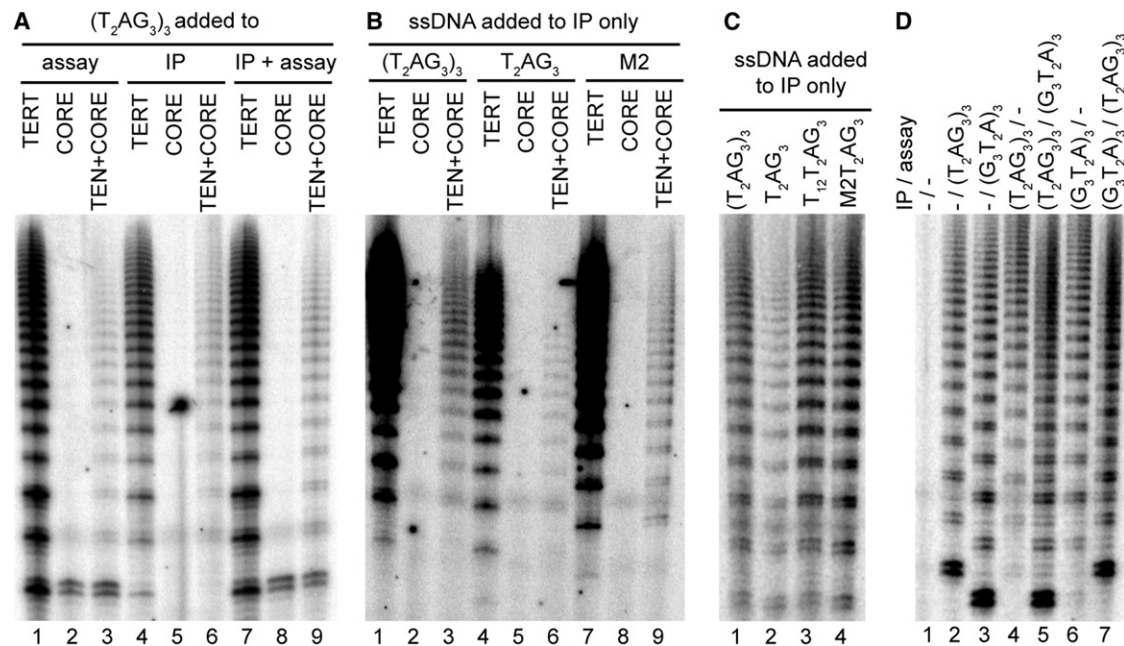 A
(T₂AG₃)₃ added to
assay IP IP + assay
TERT CORE TEN+CORE TERT CORE TEN+CORE TERT CORE TEN+CORE
1 2 3 4 5 6 7 8 9
B
ssDNA added to IP only
(T₂AG₃)₃ T₂AG₃ M2
TERT CORE TEN+CORE TERT CORE TEN+CORE TERT CORE TEN+CORE
1 2 3 4 5 6 7 8 9
C
ssDNA added
to IP only
(T₂AG₃)₃ T₂AG₃ T₁₂T₂AG₃ M2T₂AG₃
1 2 3 4
D
IP / assay
- / -
- / (T₂AG₃)₃
- / (G₃T₂A)₃
(T₂AG₃)₃ / -
(T₂AG₃)₃ / (G₃T₂A)₃
(G₃T₂A)₃ / -
(G₃T₂A)₃ / (T₂AG₃)₃
1 2 3 4 5 6 7